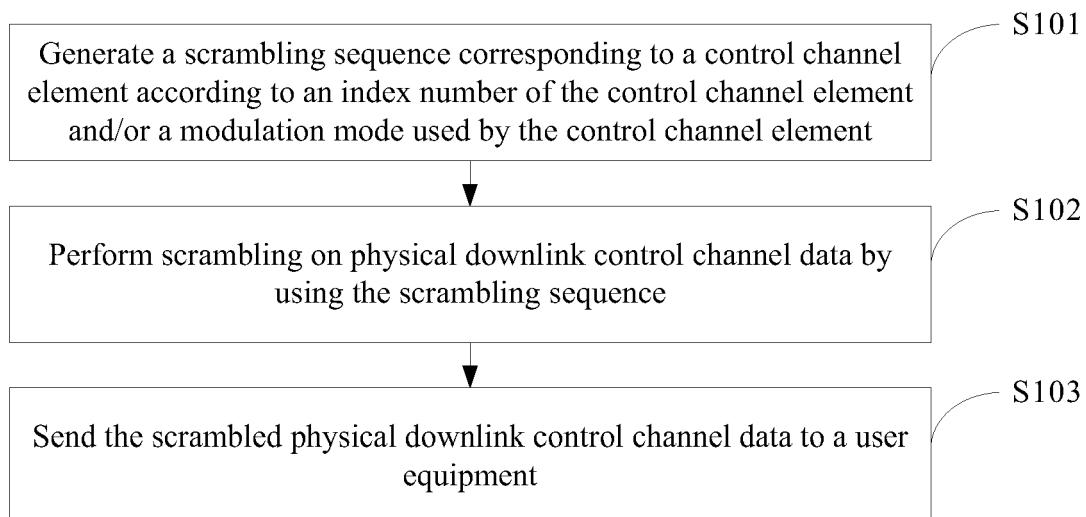 S101
Generate a scrambling sequence corresponding to a control channel
element according to an index number of the control channel element
and/or a modulation mode used by the control channel element
S102
Perform scrambling on physical downlink control channel data by
using the scrambling sequence
S103
Send the scrambled physical downlink control channel data to a user
equipment